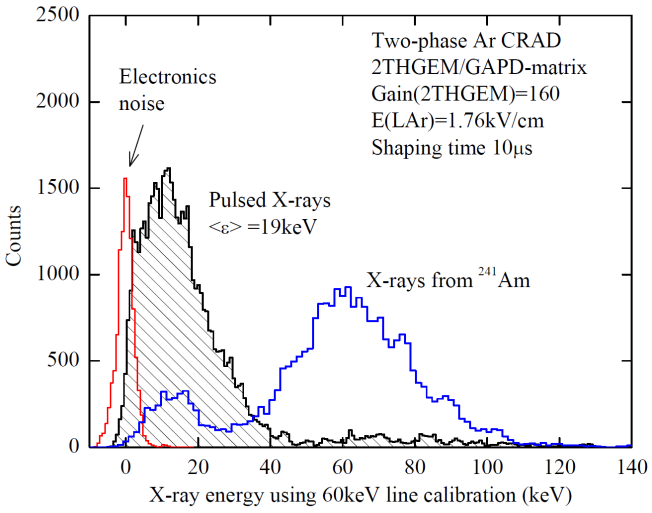 2500
2000
1500
1000
500
0
Counts
Electronics
noise
Two-phase Ar CRAD
2THGEM/GAPD-matrix
Gain(2THGEM)=160
E(LAr)=1.76kV/cm
Shaping time 10μs
Pulsed X-rays
<ε> =19keV
X-rays from ²⁴¹Am
0 20 40 60 80 100 120 140
X-ray energy using 60keV line calibration (keV)